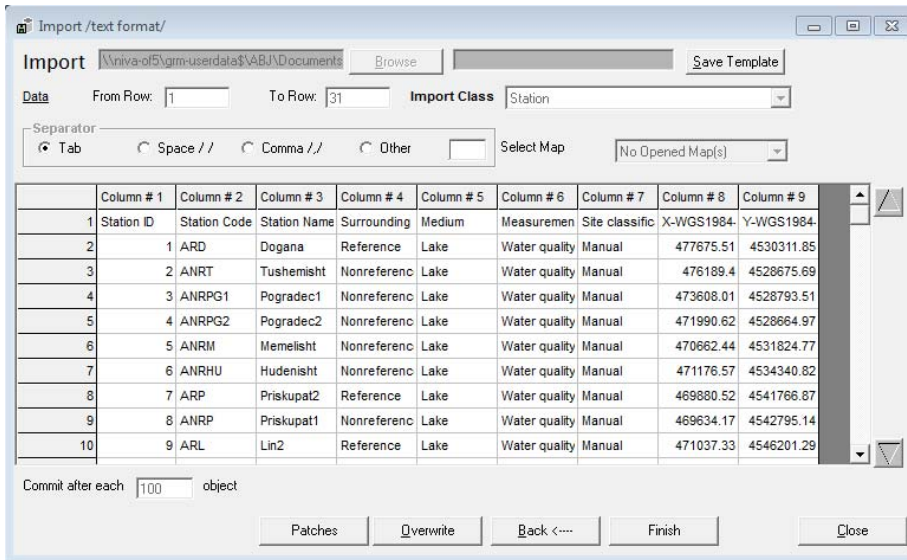 Import /text format/
Import \\niva-of5\grm-userdata$\ABJ\Documents Browse Save Template
Data From Row: 1 To Row: 31 Import Class Station
Separator
Tab Space / / Comma /,/ Other Select Map No Opened Map(s)
Column # 1 Column # 2 Column # 3 Column # 4 Column # 5 Column # 6 Column # 7 Column # 8 Column # 9
1 Station ID Station Code Station Name Surrounding Medium Measuremen Site classific X-WGS1984- Y-WGS1984-
2 1 ARD Dogana Reference Lake Water quality Manual 477675.51 4530311.85
3 2 ANRT Tushemisht Nonreferenc Lake Water quality Manual 476189.4 4528675.69
4 3 ANRPG1 Pogradec1 Nonreferenc Lake Water quality Manual 473608.01 4528793.51
5 4 ANRPG2 Pogradec2 Nonreferenc Lake Water quality Manual 471990.62 4528664.97
6 5 ANRM Memelisht Nonreferenc Lake Water quality Manual 470662.44 4531824.77
7 6 ANRHU Hudenisht Nonreferenc Lake Water quality Manual 471176.57 4534340.82
8 7 ARP Priskupat2 Reference Lake Water quality Manual 469880.52 4541766.87
9 8 ANRP Priskupat1 Nonreferenc Lake Water quality Manual 469634.17 4542795.14
10 9 ARL Lin2 Reference Lake Water quality Manual 471037.33 4546201.29
Commit after each 100 object
Patches Overwrite Back <---- Finish Close